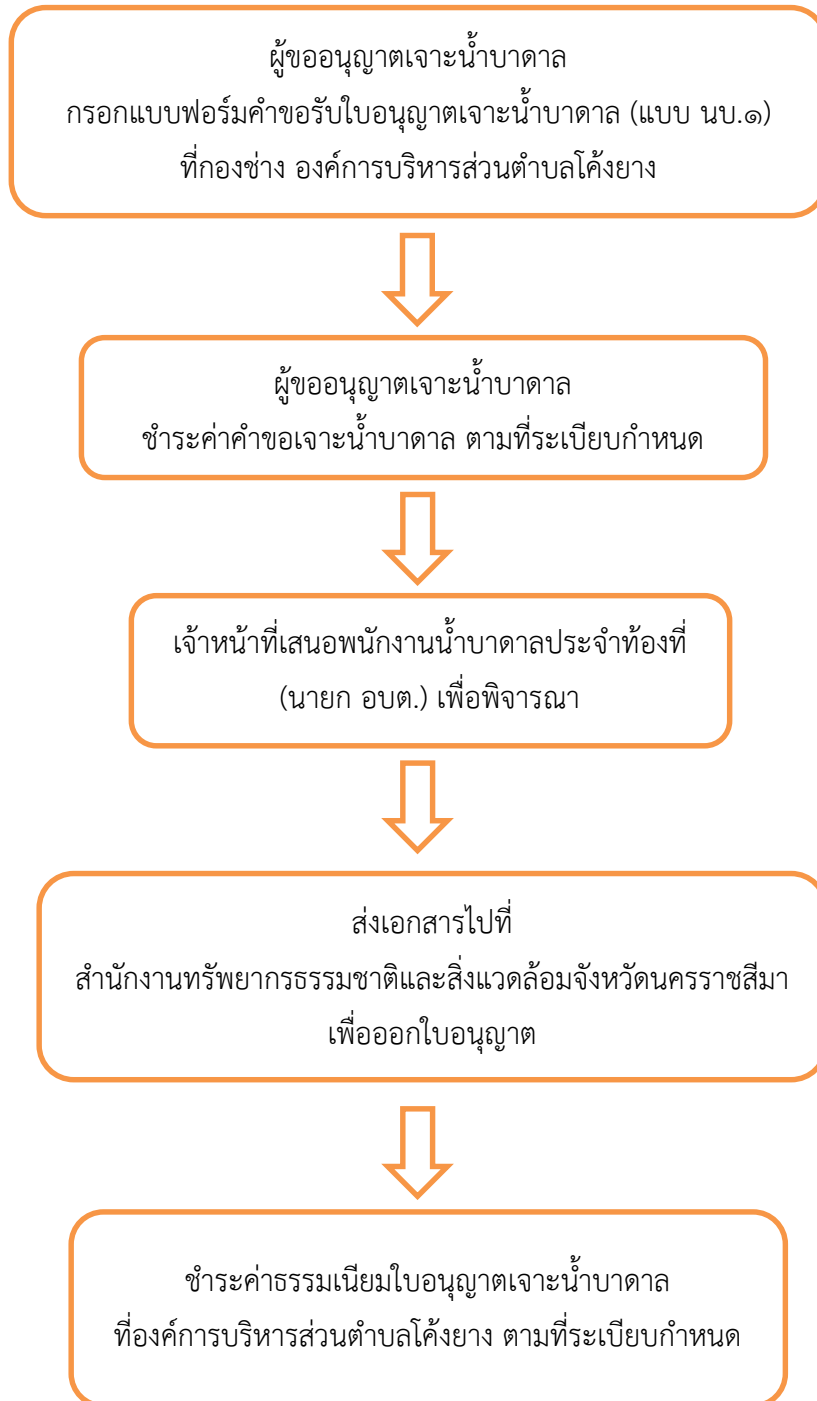 ผู้ขออนุญาตเจาะน้ำบาดาล
กรอกแบบฟอร์มคำขอรับใบอนุญาตเจาะน้ำบาดาล (แบบ นบ.๑)
ที่กองช่าง องค์การบริหารส่วนตำบลโค้งยาง
ผู้ขออนุญาตเจาะน้ำบาดาล
ชำระค่าคำขอเจาะน้ำบาดาล ตามที่ระเบียบกำหนด
เจ้าหน้าที่เสนอพนักงานน้ำบาดาลประจำท้องที่
(นายก อบต.) เพื่อพิจารณา
ส่งเอกสารไปที่
สำนักงานทรัพยากรธรรมชาติและสิ่งแวดล้อมจังหวัดนครราชสีมา
เพื่อออกใบอนุญาต
ชำระค่าธรรมเนียมใบอนุญาตเจาะน้ำบาดาล
ที่องค์การบริหารส่วนตำบลโค้งยาง ตามที่ระเบียบกำหนด